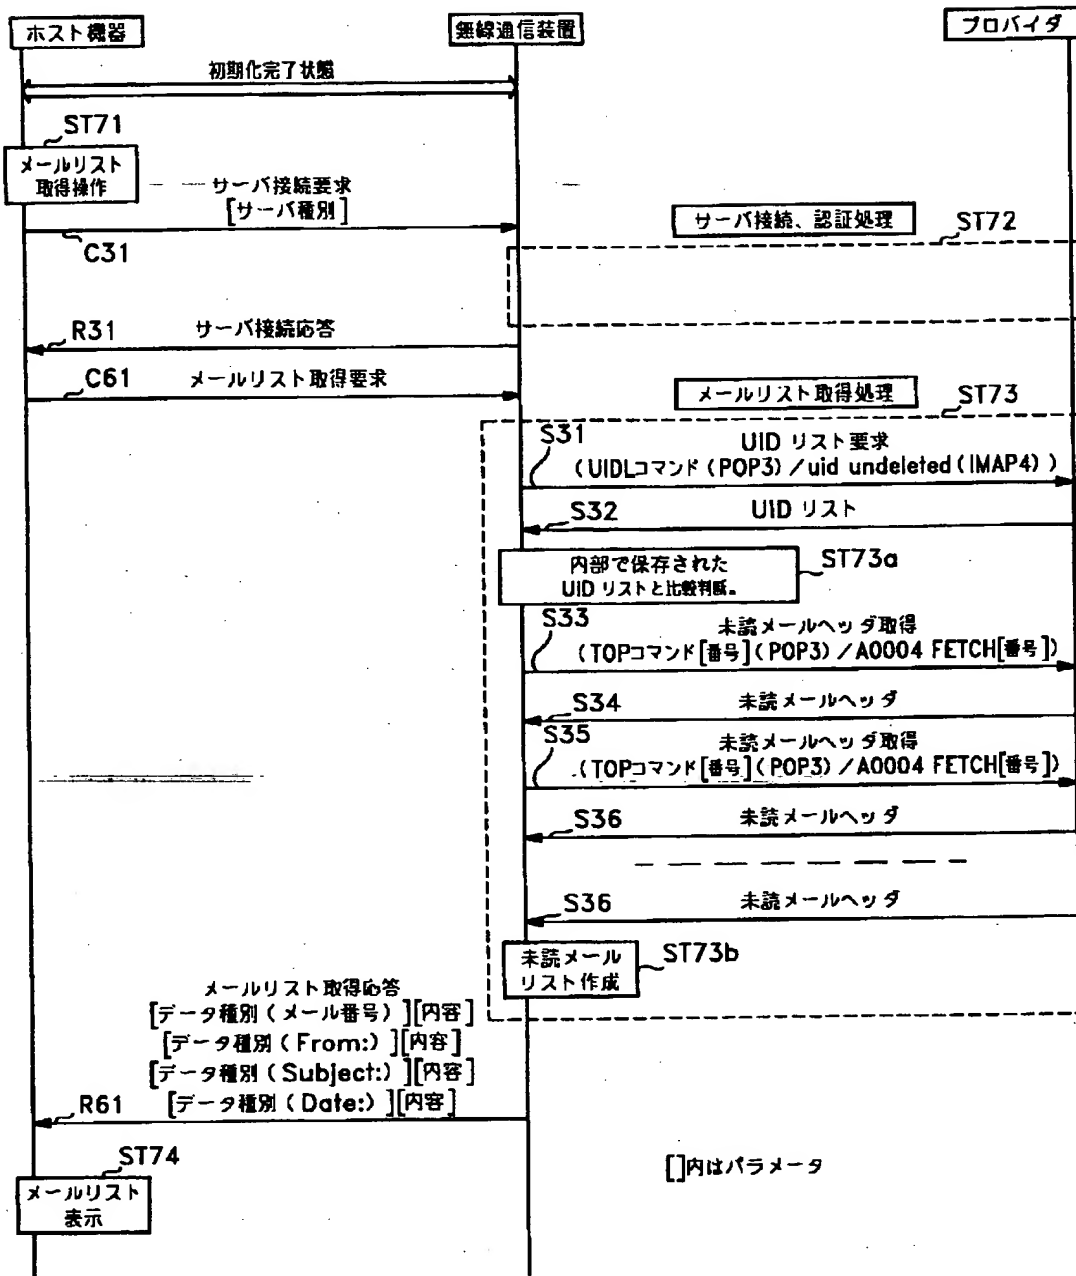 ホスト機器
無線通信装置
プロバイダ
初期化完了状態
ST71
メールリスト
取得操作
サーバ接続要求
[サーバ種別]
C31
サーバ接続、認証処理
ST72
R31
サーバ接続応答
C61
メールリスト取得要求
メールリスト取得処理
ST73
S31
UID リスト要求
(UIDLコマンド(POP3)/uid undeleted(IMAP4))
S32
UID リスト
内部で保存された
UID リストと比較判断。
ST73a
S33
未読メールヘッダ取得
(TOPコマンド[番号](POP3)/A0004 FETCH[番号])
S34
未読メールヘッダ
S35
未読メールヘッダ取得
(TOPコマンド[番号](POP3)/A0004 FETCH[番号])
S36
未読メールヘッダ
S36
未読メールヘッダ
未読メール
リスト作成
ST73b
メールリスト取得応答
[データ種別(メール番号)][内容]
[データ種別(From:)][内容]
[データ種別(Subject:)][内容]
[データ種別(Date:)][内容]
R61
ST74
メールリスト
表示
[]内はパラメータ